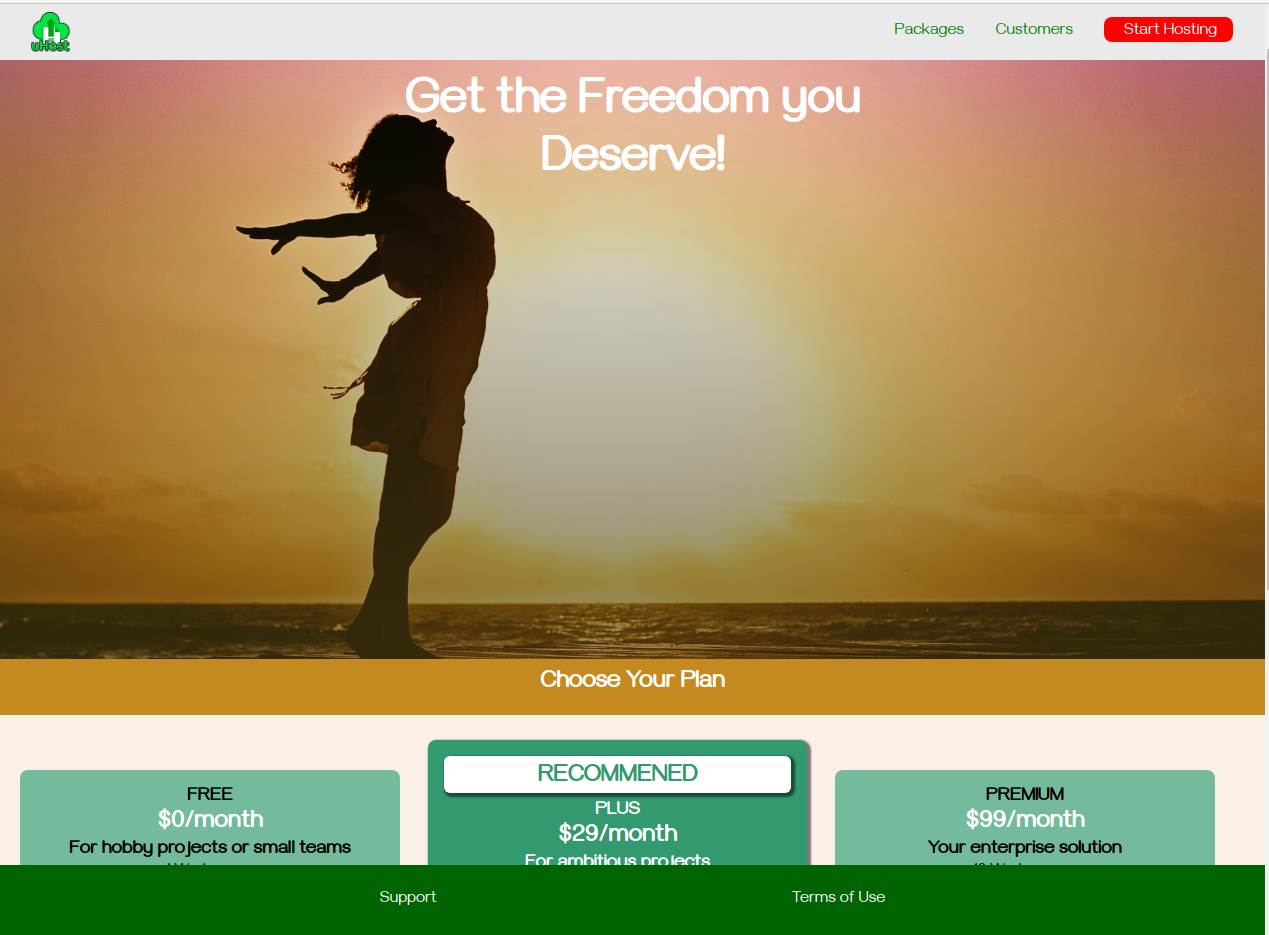 uHost
Packages
Customers
Start Hosting
Get the Freedom you
Deserve!
Choose Your Plan
FREE
$0/month
For hobby projects or small teams
RECOMMENED
PLUS
$29/month
For ambitious projects
PREMIUM
$99/month
Your enterprise solution
Support
Terms of Use